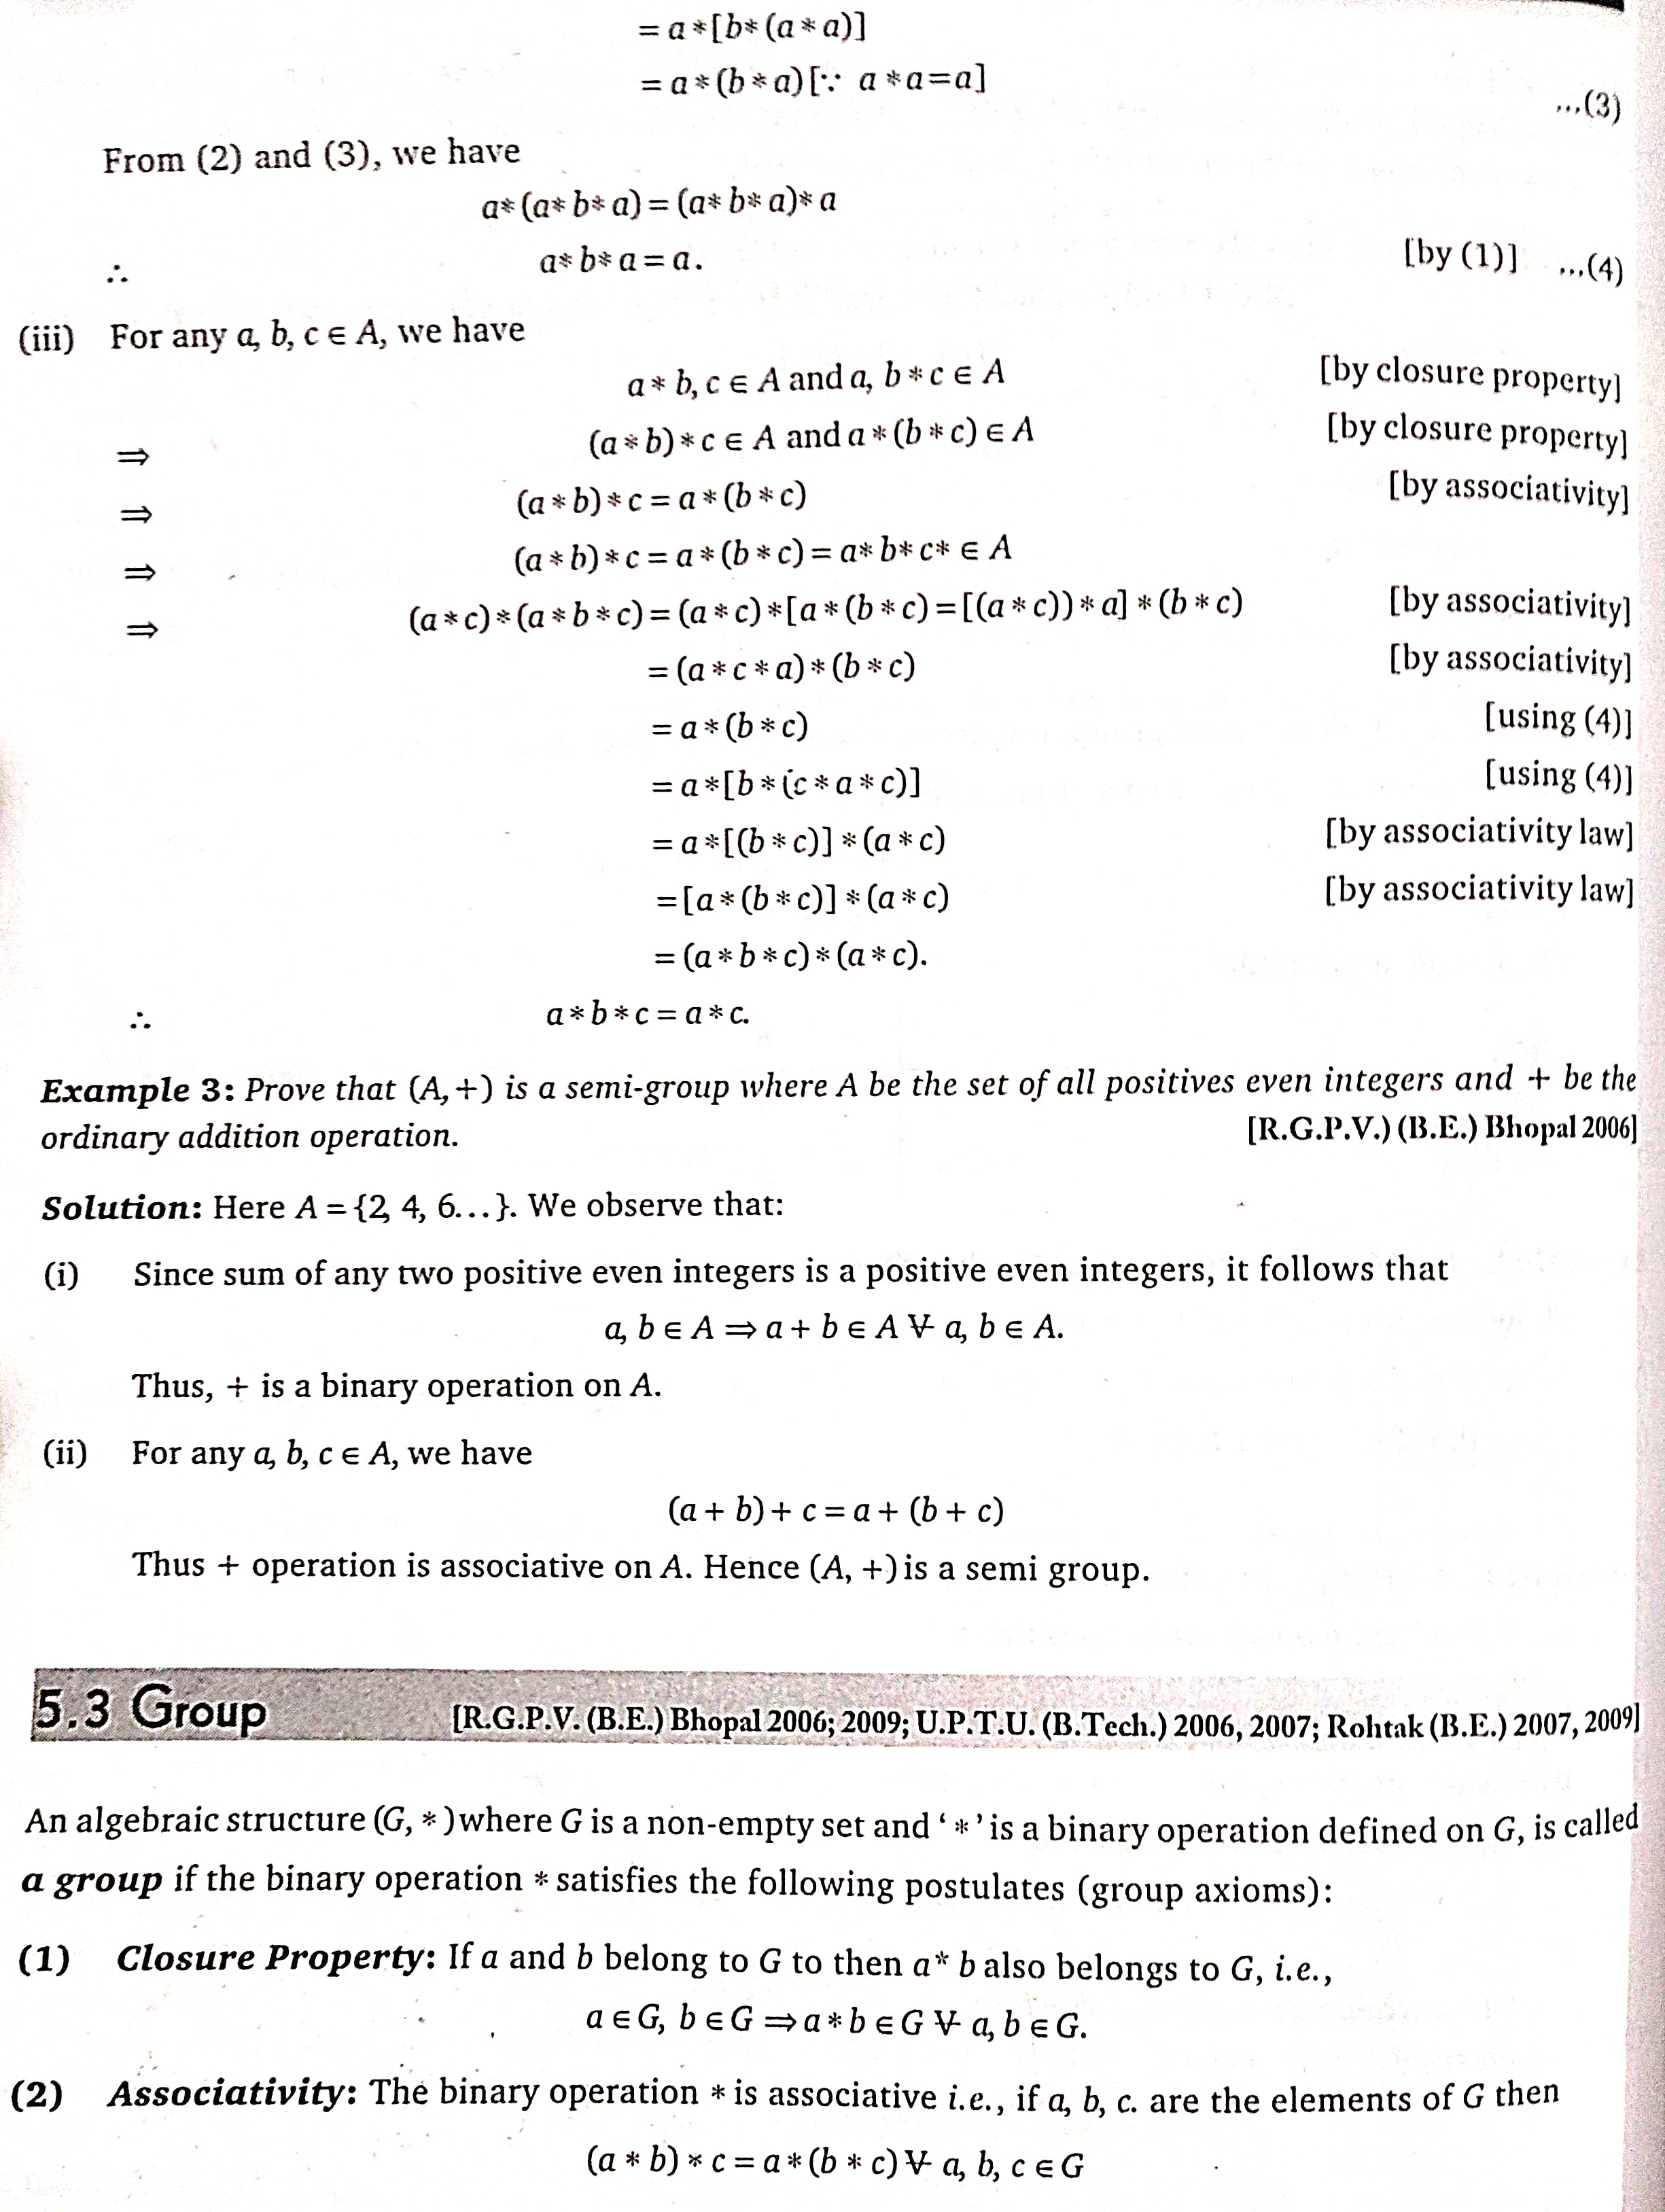 = a * [b * (a * a)]
= a * (b * a) [∵ a * a = a] ...(3)
From (2) and (3), we have
a * (a * b * a) = (a * b * a) * a
∴ a * b * a = a. [by (1)] ...(4)
(iii) For any a, b, c ∈ A, we have
a * b, c ∈ A and a, b * c ∈ A [by closure property]
⇒ (a * b) * c ∈ A and a * (b * c) ∈ A [by closure property]
⇒ (a * b) * c = a * (b * c) [by associativity]
⇒ (a * b) * c = a * (b * c) = a * b * c * ∈ A
⇒ (a * c) * (a * b * c) = (a * c) * [a * (b * c) = [(a * c)) * a] * (b * c) [by associativity]
= (a * c * a) * (b * c) [by associativity]
= a * (b * c) [using (4)]
= a * [b * (c * a * c)] [using (4)]
= a * [(b * c)] * (a * c) [by associativity law]
= [a * (b * c)] * (a * c) [by associativity law]
= (a * b * c) * (a * c).
∴ a * b * c = a * c.
Example 3: Prove that (A, +) is a semi-group where A be the set of all positives even integers and + be the
ordinary addition operation. [R.G.P.V.) (B.E.) Bhopal 2006]
Solution: Here A = {2, 4, 6...}. We observe that:
(i) Since sum of any two positive even integers is a positive even integers, it follows that
a, b ∈ A ⇒ a + b ∈ A ∀ a, b ∈ A.
Thus, + is a binary operation on A.
(ii) For any a, b, c ∈ A, we have
(a + b) + c = a + (b + c)
Thus + operation is associative on A. Hence (A, +) is a semi group.
5.3 Group [R.G.P.V. (B.E.) Bhopal 2006; 2009; U.P.T.U. (B.Tech.) 2006, 2007; Rohtak (B.E.) 2007, 2009]
An algebraic structure (G, * ) where G is a non-empty set and ‘ * ’ is a binary operation defined on G, is called
a group if the binary operation * satisfies the following postulates (group axioms):
(1) Closure Property: If a and b belong to G to then a * b also belongs to G, i.e.,
a ∈ G, b ∈ G ⇒ a * b ∈ G ∀ a, b ∈ G.
(2) Associativity: The binary operation * is associative i.e., if a, b, c. are the elements of G then
(a * b) * c = a * (b * c) ∀ a, b, c ∈ G